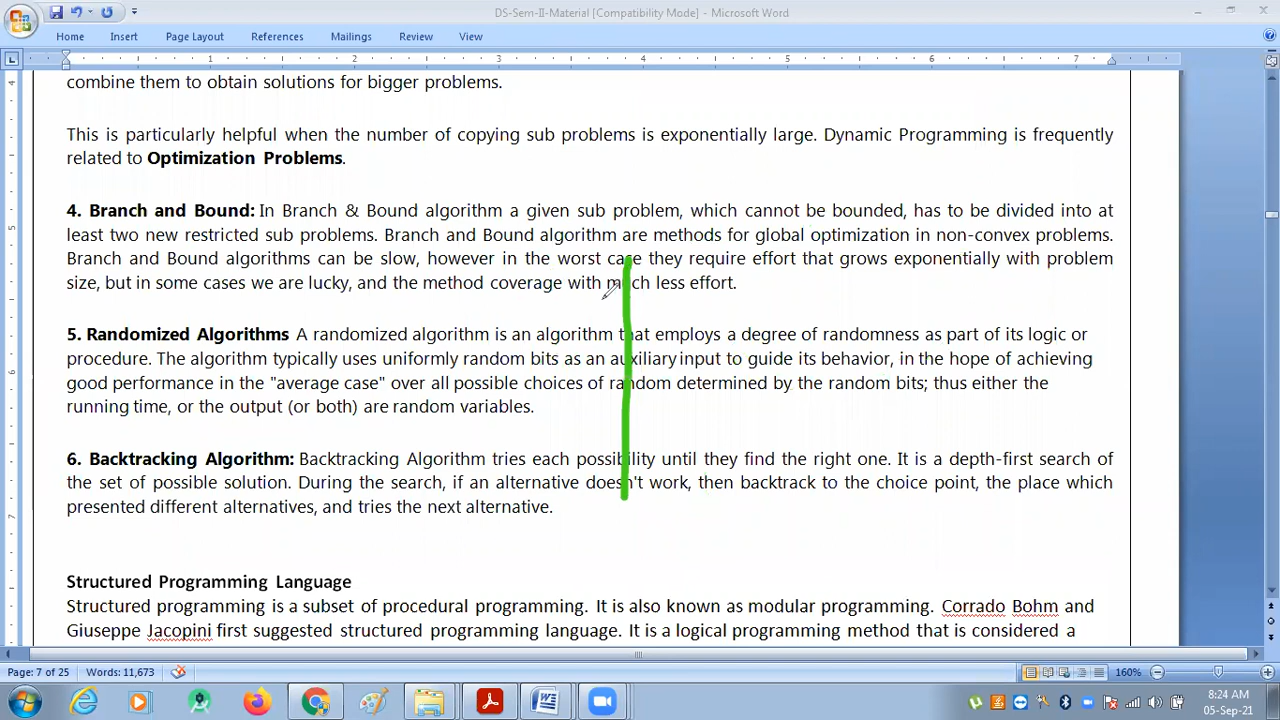 DS-Sem-II-Material [Compatibility Mode] - Microsoft Word
Home Insert Page Layout References Mailings Review View
1 2 3 4 5 6 7
combine them to obtain solutions for bigger problems.
This is particularly helpful when the number of copying sub problems is exponentially large. Dynamic Programming is frequently
related to Optimization Problems.
4. Branch and Bound: In Branch & Bound algorithm a given sub problem, which cannot be bounded, has to be divided into at
least two new restricted sub problems. Branch and Bound algorithm are methods for global optimization in non-convex problems.
Branch and Bound algorithms can be slow, however in the worst case they require effort that grows exponentially with problem
size, but in some cases we are lucky, and the method coverage with much less effort.
5. Randomized Algorithms A randomized algorithm is an algorithm that employs a degree of randomness as part of its logic or
procedure. The algorithm typically uses uniformly random bits as an auxiliary input to guide its behavior, in the hope of achieving
good performance in the "average case" over all possible choices of random determined by the random bits; thus either the
running time, or the output (or both) are random variables.
6. Backtracking Algorithm: Backtracking Algorithm tries each possibility until they find the right one. It is a depth-first search of
the set of possible solution. During the search, if an alternative doesn't work, then backtrack to the choice point, the place which
presented different alternatives, and tries the next alternative.
Structured Programming Language
Structured programming is a subset of procedural programming. It is also known as modular programming. Corrado Bohm and
Giuseppe Jacopini first suggested structured programming language. It is a logical programming method that is considered a
Page: 7 of 25 Words: 11,673 160%
8:24 AM
05-Sep-21